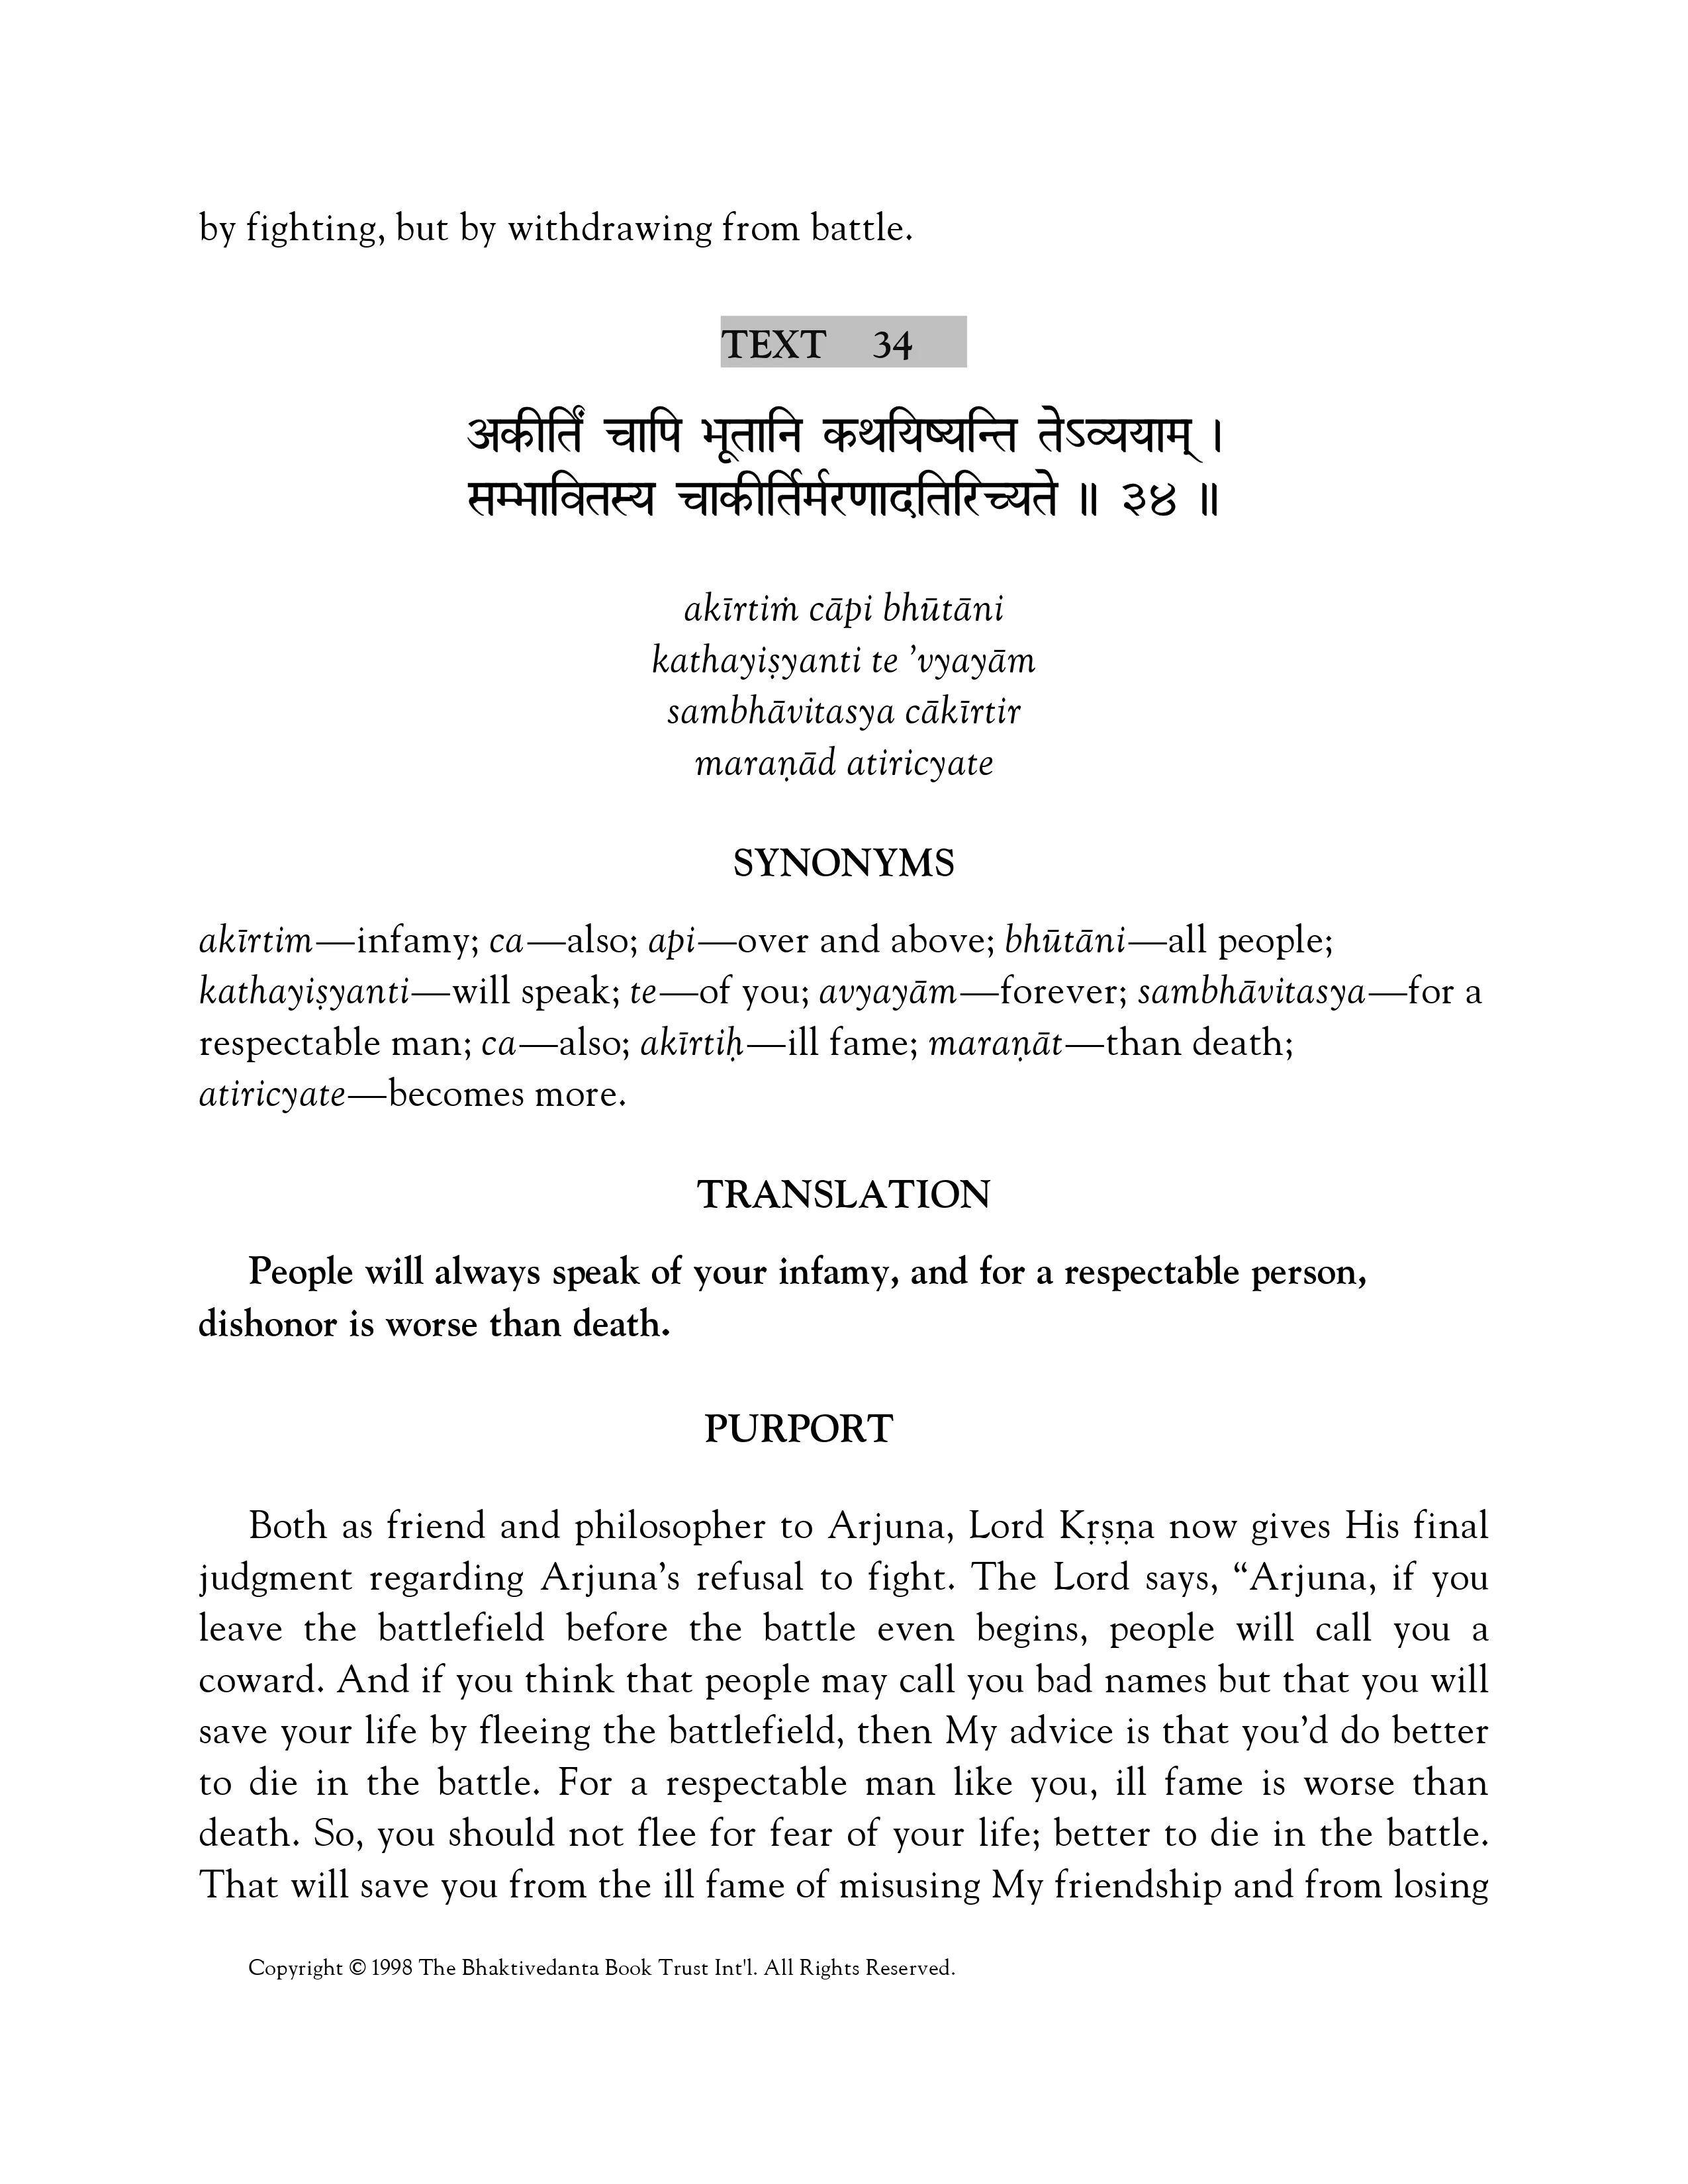 by fighting, but by withdrawing from battle.
TEXT 34
अकीर्तिं चापि भूतानि कथयिष्यन्ति तेऽव्ययाम् ।
सम्भावितस्य चाकीर्तिर्मरणादतिरिच्यते ॥ ३४ ॥
akīrtiṁ cāpi bhūtāni
kathayiṣyanti te ’vyayām
sambhāvitasya cākīrtir
maraṇād atiricyate
SYNONYMS
akīrtim—infamy; ca—also; api—over and above; bhūtāni—all people;
kathayiṣyanti—will speak; te—of you; avyayām—forever; sambhāvitasya—for a
respectable man; ca—also; akīrtiḥ—ill fame; maraṇāt—than death;
atiricyate—becomes more.
TRANSLATION
People will always speak of your infamy, and for a respectable person,
dishonor is worse than death.
PURPORT
Both as friend and philosopher to Arjuna, Lord Kṛṣṇa now gives His final
judgment regarding Arjuna’s refusal to fight. The Lord says, “Arjuna, if you
leave the battlefield before the battle even begins, people will call you a
coward. And if you think that people may call you bad names but that you will
save your life by fleeing the battlefield, then My advice is that you’d do better
to die in the battle. For a respectable man like you, ill fame is worse than
death. So, you should not flee for fear of your life; better to die in the battle.
That will save you from the ill fame of misusing My friendship and from losing
Copyright © 1998 The Bhaktivedanta Book Trust Int'l. All Rights Reserved.